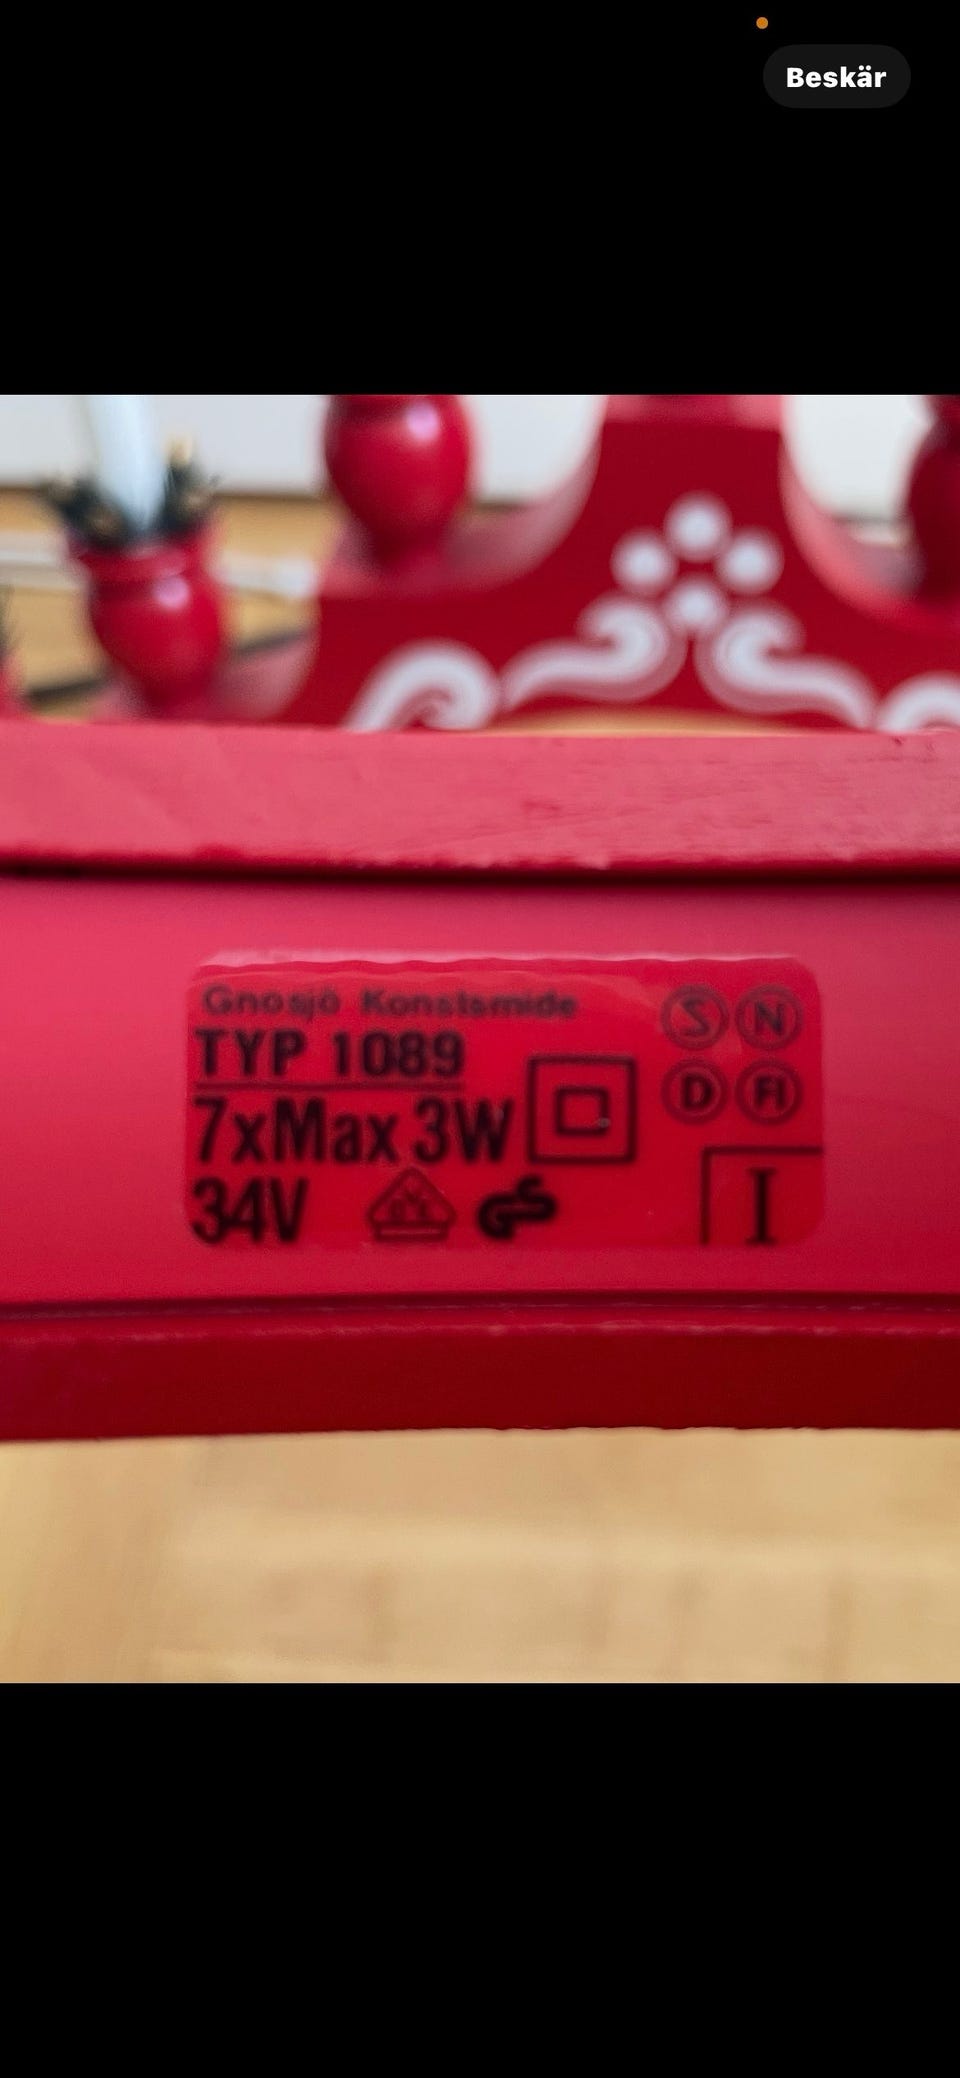 Beskär
Gnosjö Konstsmide
TYP 1089
7xMax 3W
34V
S N
D FI
I